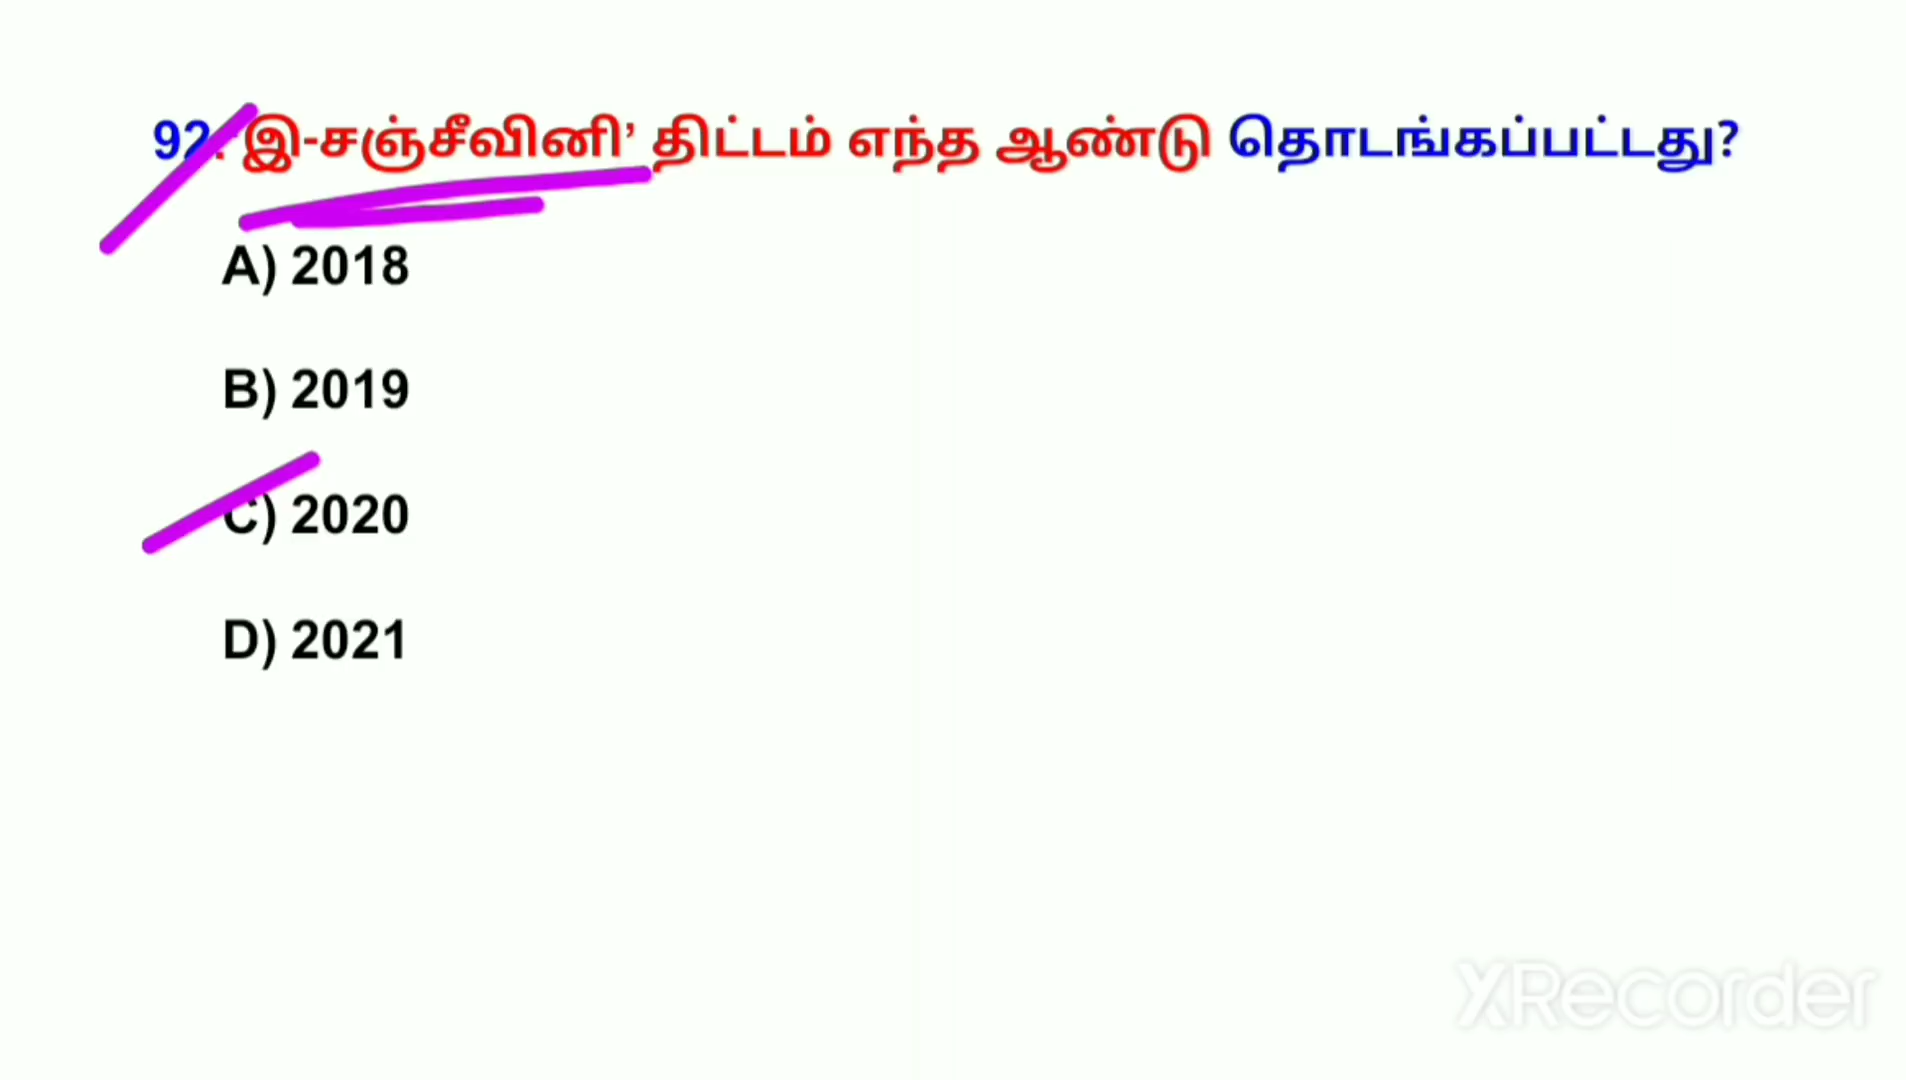 92. 'இ-சஞ்சீவினி’ திட்டம் எந்த ஆண்டு தொடங்கப்பட்டது?
A) 2018
B) 2019
C) 2020
D) 2021
XRecorder